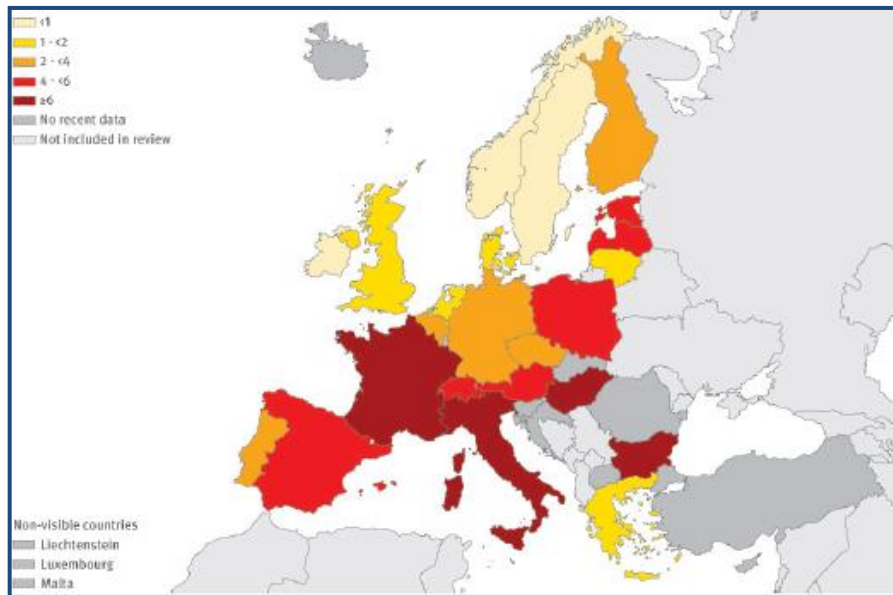 <1
1 - <2
2 - <4
4 - <6
≥6
No recent data
Not included in review
Non-visible countries
Liechtenstein
Luxembourg
Malta